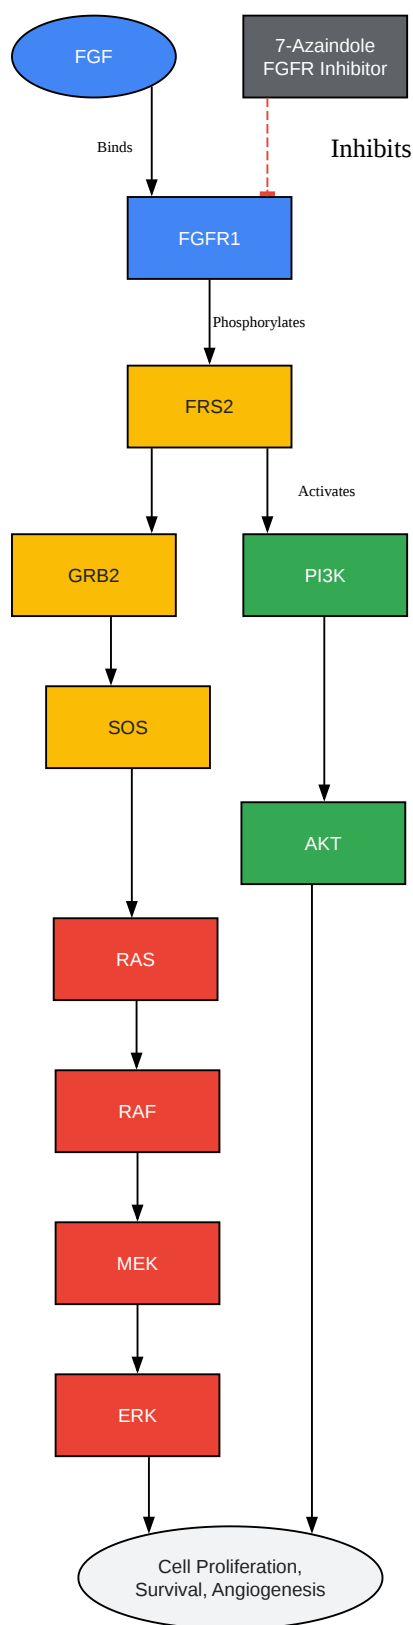 FGF
7-Azaindole
FGFR Inhibitor
Binds
Inhibits
FGFR1
Phosphorylates
FRS2
Activates
GRB2
PI3K
SOS
AKT
RAS
RAF
MEK
ERK
Cell Proliferation,
Survival, Angiogenesis